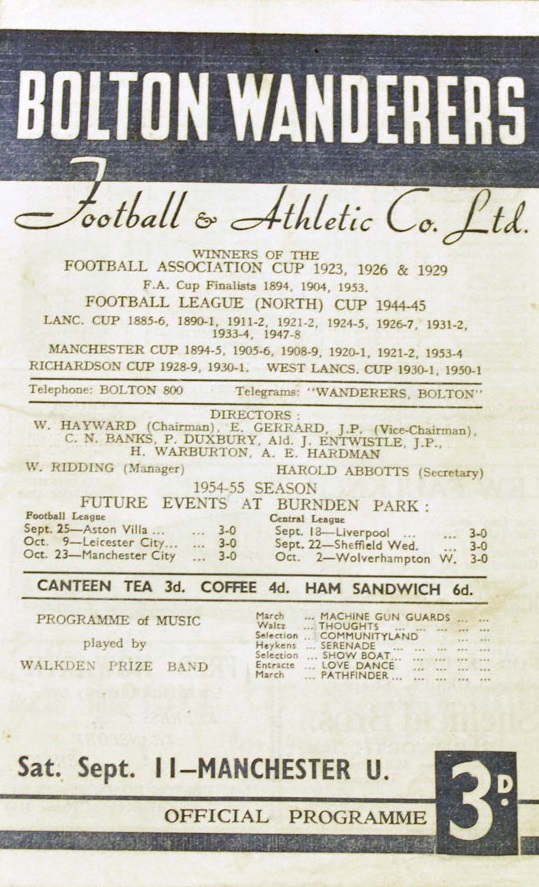 BOLTON WANDERERS
Football & Athletic Co. Ltd.
WINNERS OF THE
FOOTBALL ASSOCIATION CUP 1923, 1926 & 1929
F.A. Cup Finalists 1894, 1904, 1953.
FOOTBALL LEAGUE (NORTH) CUP 1944-45
LANC. CUP 1885-6, 1890-1, 1911-2, 1921-2, 1924-5, 1926-7, 1931-2,
1933-4, 1947-8
MANCHESTER CUP 1894-5, 1905-6, 1908-9, 1920-1, 1921-2, 1953-4
RICHARDSON CUP 1928-9, 1930-1. WEST LANCS. CUP 1930-1, 1950-1
Telephone: BOLTON 800 Telegrams: "WANDERERS, BOLTON"
DIRECTORS :
W. HAYWARD (Chairman), E. GERRARD, J.P. (Vice-Chairman),
C. N. BANKS, P. DUXBURY, Ald. J. ENTWISTLE, J.P.,
H. WARBURTON, A. E. HARDMAN
W. RIDDING (Manager) HAROLD ABBOTTS (Secretary)
1954-55 SEASON
FUTURE EVENTS AT BURNDEN PARK :
Football League
Sept. 25—Aston Villa ... ... 3-0
Oct. 9—Leicester City... ... 3-0
Oct. 23—Manchester City ... 3-0
Central League
Sept. 18—Liverpool ... ... 3-0
Sept. 22—Sheffield Wed. ... 3-0
Oct. 2—Wolverhampton W. 3-0
CANTEEN TEA 3d. COFFEE 4d. HAM SANDWICH 6d.
PROGRAMME of MUSIC
played by
WALKDEN PRIZE BAND
March ... MACHINE GUN GUARDS ... ...
Waltz ... THOUGHTS ... ... ... ... ...
Selection ... COMMUNITYLAND ... ...
Heykens ... SERENADE ... ... ... ... ...
Selection ... SHOW BOAT... ... ... ... ...
Entracte ... LOVE DANCE ... ... ... ...
March ... PATHFINDER... ... ... ... ...
Sat. Sept. 11—MANCHESTER U.
OFFICIAL PROGRAMME
3D.